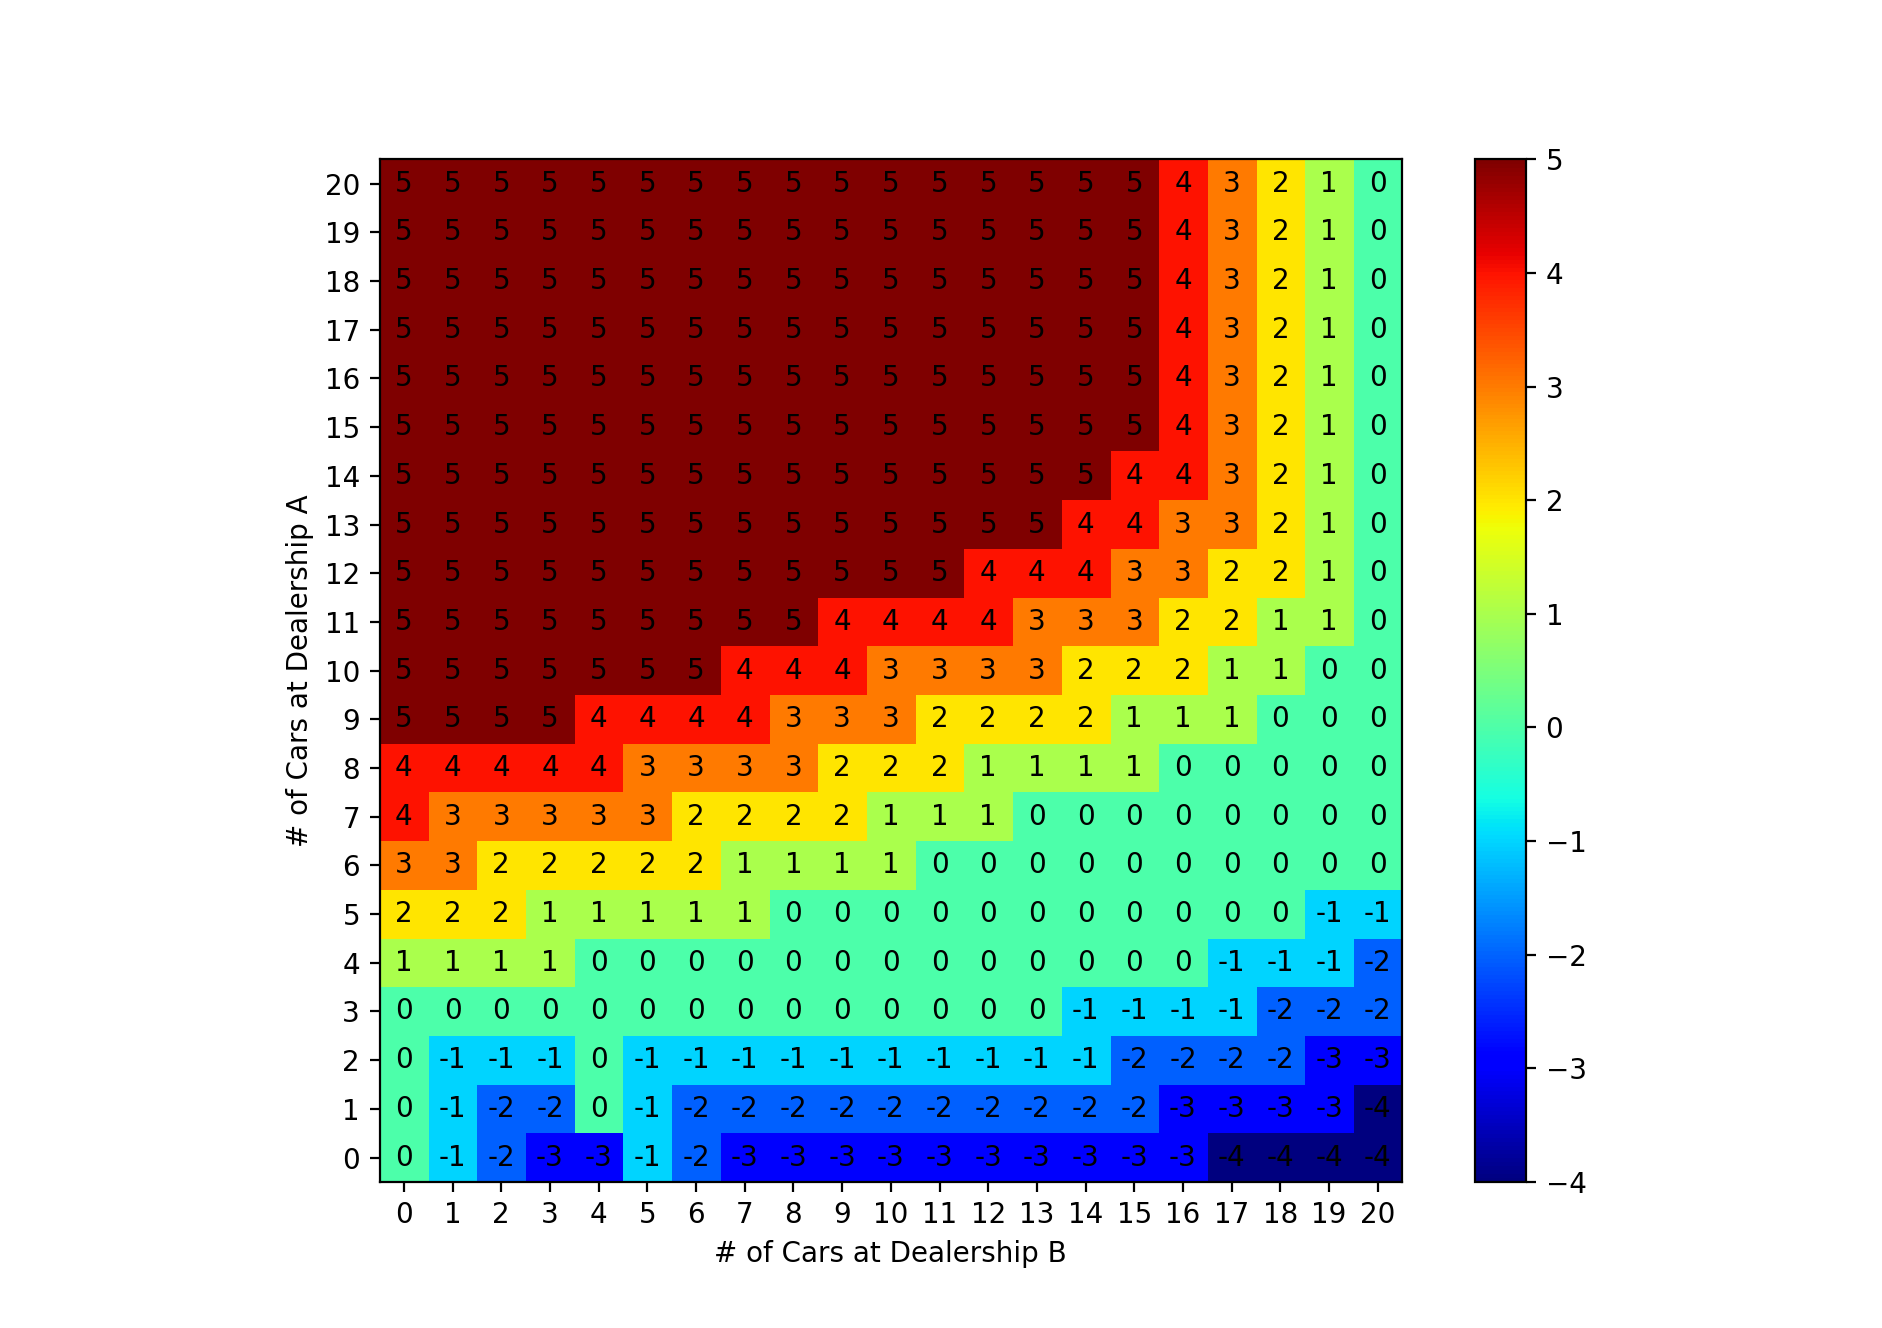 # of Cars at Dealership A
20 5 5 5 5 5 5 5 5 5 5 5 5 5 5 5 5 4 3 2 1 0
19 5 5 5 5 5 5 5 5 5 5 5 5 5 5 5 5 4 3 2 1 0
18 5 5 5 5 5 5 5 5 5 5 5 5 5 5 5 5 4 3 2 1 0
17 5 5 5 5 5 5 5 5 5 5 5 5 5 5 5 5 4 3 2 1 0
16 5 5 5 5 5 5 5 5 5 5 5 5 5 5 5 5 4 3 2 1 0
15 5 5 5 5 5 5 5 5 5 5 5 5 5 5 5 5 4 3 2 1 0
14 5 5 5 5 5 5 5 5 5 5 5 5 5 5 5 4 4 3 2 1 0
13 5 5 5 5 5 5 5 5 5 5 5 5 5 5 4 4 3 3 2 1 0
12 5 5 5 5 5 5 5 5 5 5 5 5 4 4 4 3 3 2 2 1 0
11 5 5 5 5 5 5 5 5 5 4 4 4 4 3 3 3 2 2 1 1 0
10 5 5 5 5 5 5 5 4 4 4 3 3 3 3 2 2 2 1 1 0 0
9 5 5 5 5 4 4 4 4 3 3 3 2 2 2 2 1 1 1 0 0 0
8 4 4 4 4 4 3 3 3 3 2 2 2 1 1 1 1 0 0 0 0 0
7 4 3 3 3 3 3 2 2 2 2 1 1 1 0 0 0 0 0 0 0 0
6 3 3 2 2 2 2 2 1 1 1 1 0 0 0 0 0 0 0 0 0 0
5 2 2 2 1 1 1 1 1 0 0 0 0 0 0 0 0 0 0 0 -1 -1
4 1 1 1 1 0 0 0 0 0 0 0 0 0 0 0 0 0 -1 -1 -1 -2
3 0 0 0 0 0 0 0 0 0 0 0 0 0 0 -1 -1 -1 -1 -2 -2 -2
2 0 -1 -1 -1 0 -1 -1 -1 -1 -1 -1 -1 -1 -1 -1 -2 -2 -2 -2 -3 -3
1 0 -1 -2 -2 0 -1 -2 -2 -2 -2 -2 -2 -2 -2 -2 -2 -3 -3 -3 -3 -4
0 0 -1 -2 -3 -3 -1 -2 -3 -3 -3 -3 -3 -3 -3 -3 -3 -3 -4 -4 -4 -4
0 1 2 3 4 5 6 7 8 9 10 11 12 13 14 15 16 17 18 19 20
# of Cars at Dealership B
5
4
3
2
1
0
−1
−2
−3
−4